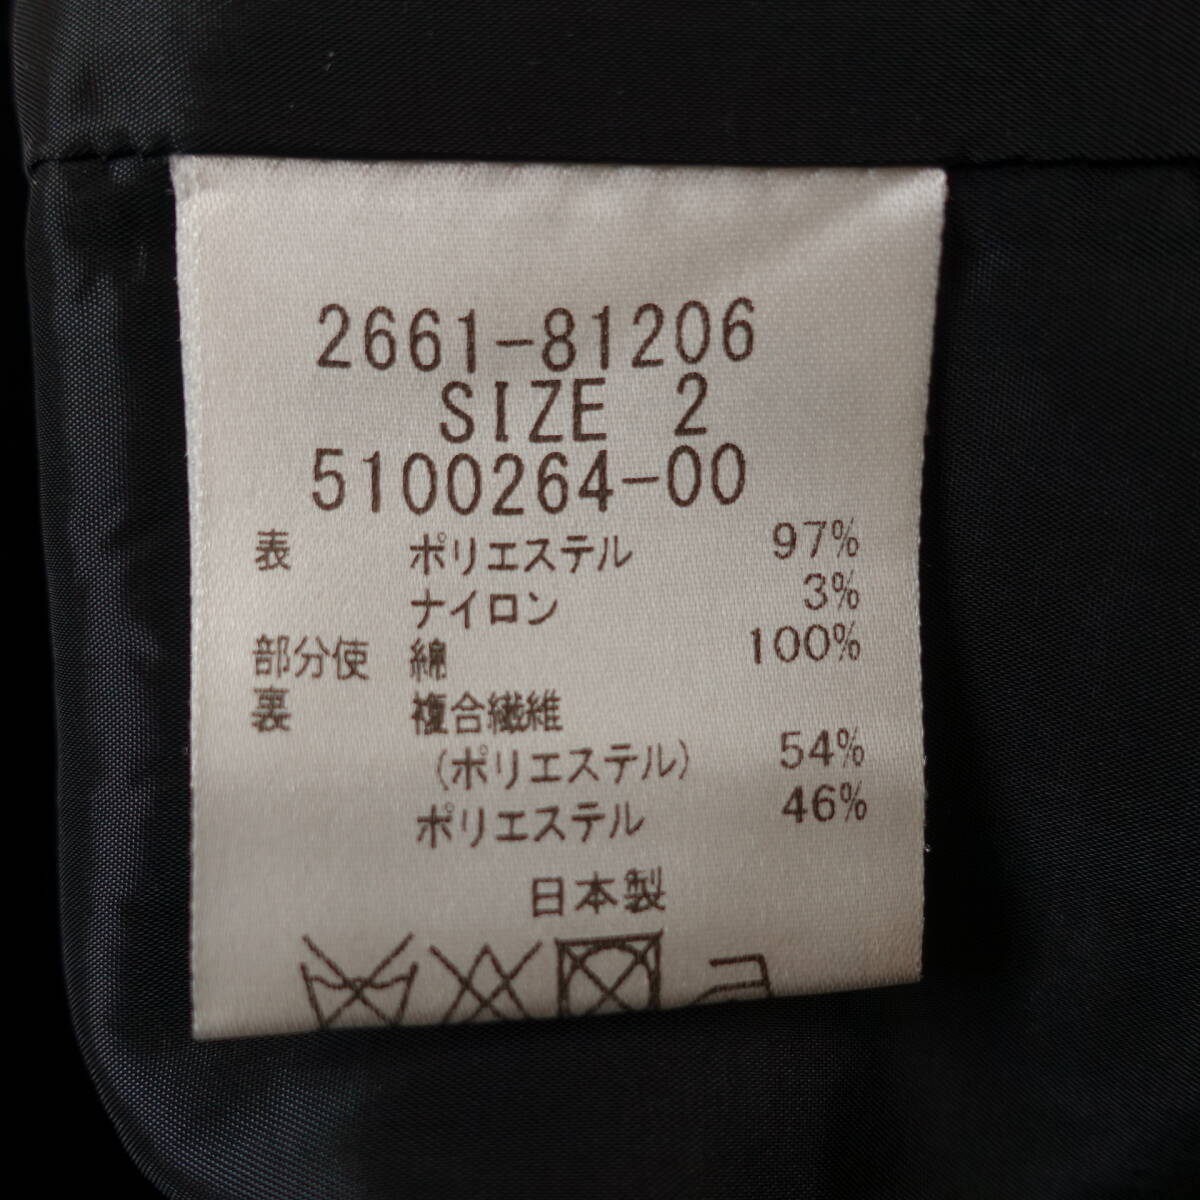 2661-81206
SIZE 2
5100264-00
表 ポリエステル 97%
ナイロン 3%
部分使 綿 100%
裏 複合繊維
(ポリエステル) 54%
ポリエステル 46%
日本製